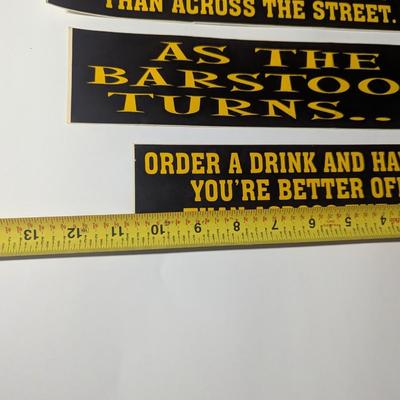 THAN ACROSS THE STREET.
AS THE
BARSTOO
TURNS..
ORDER A DRINK AND HA
YOU'RE BETTER OF
13 12 11 10 9 8 7 6 5 4